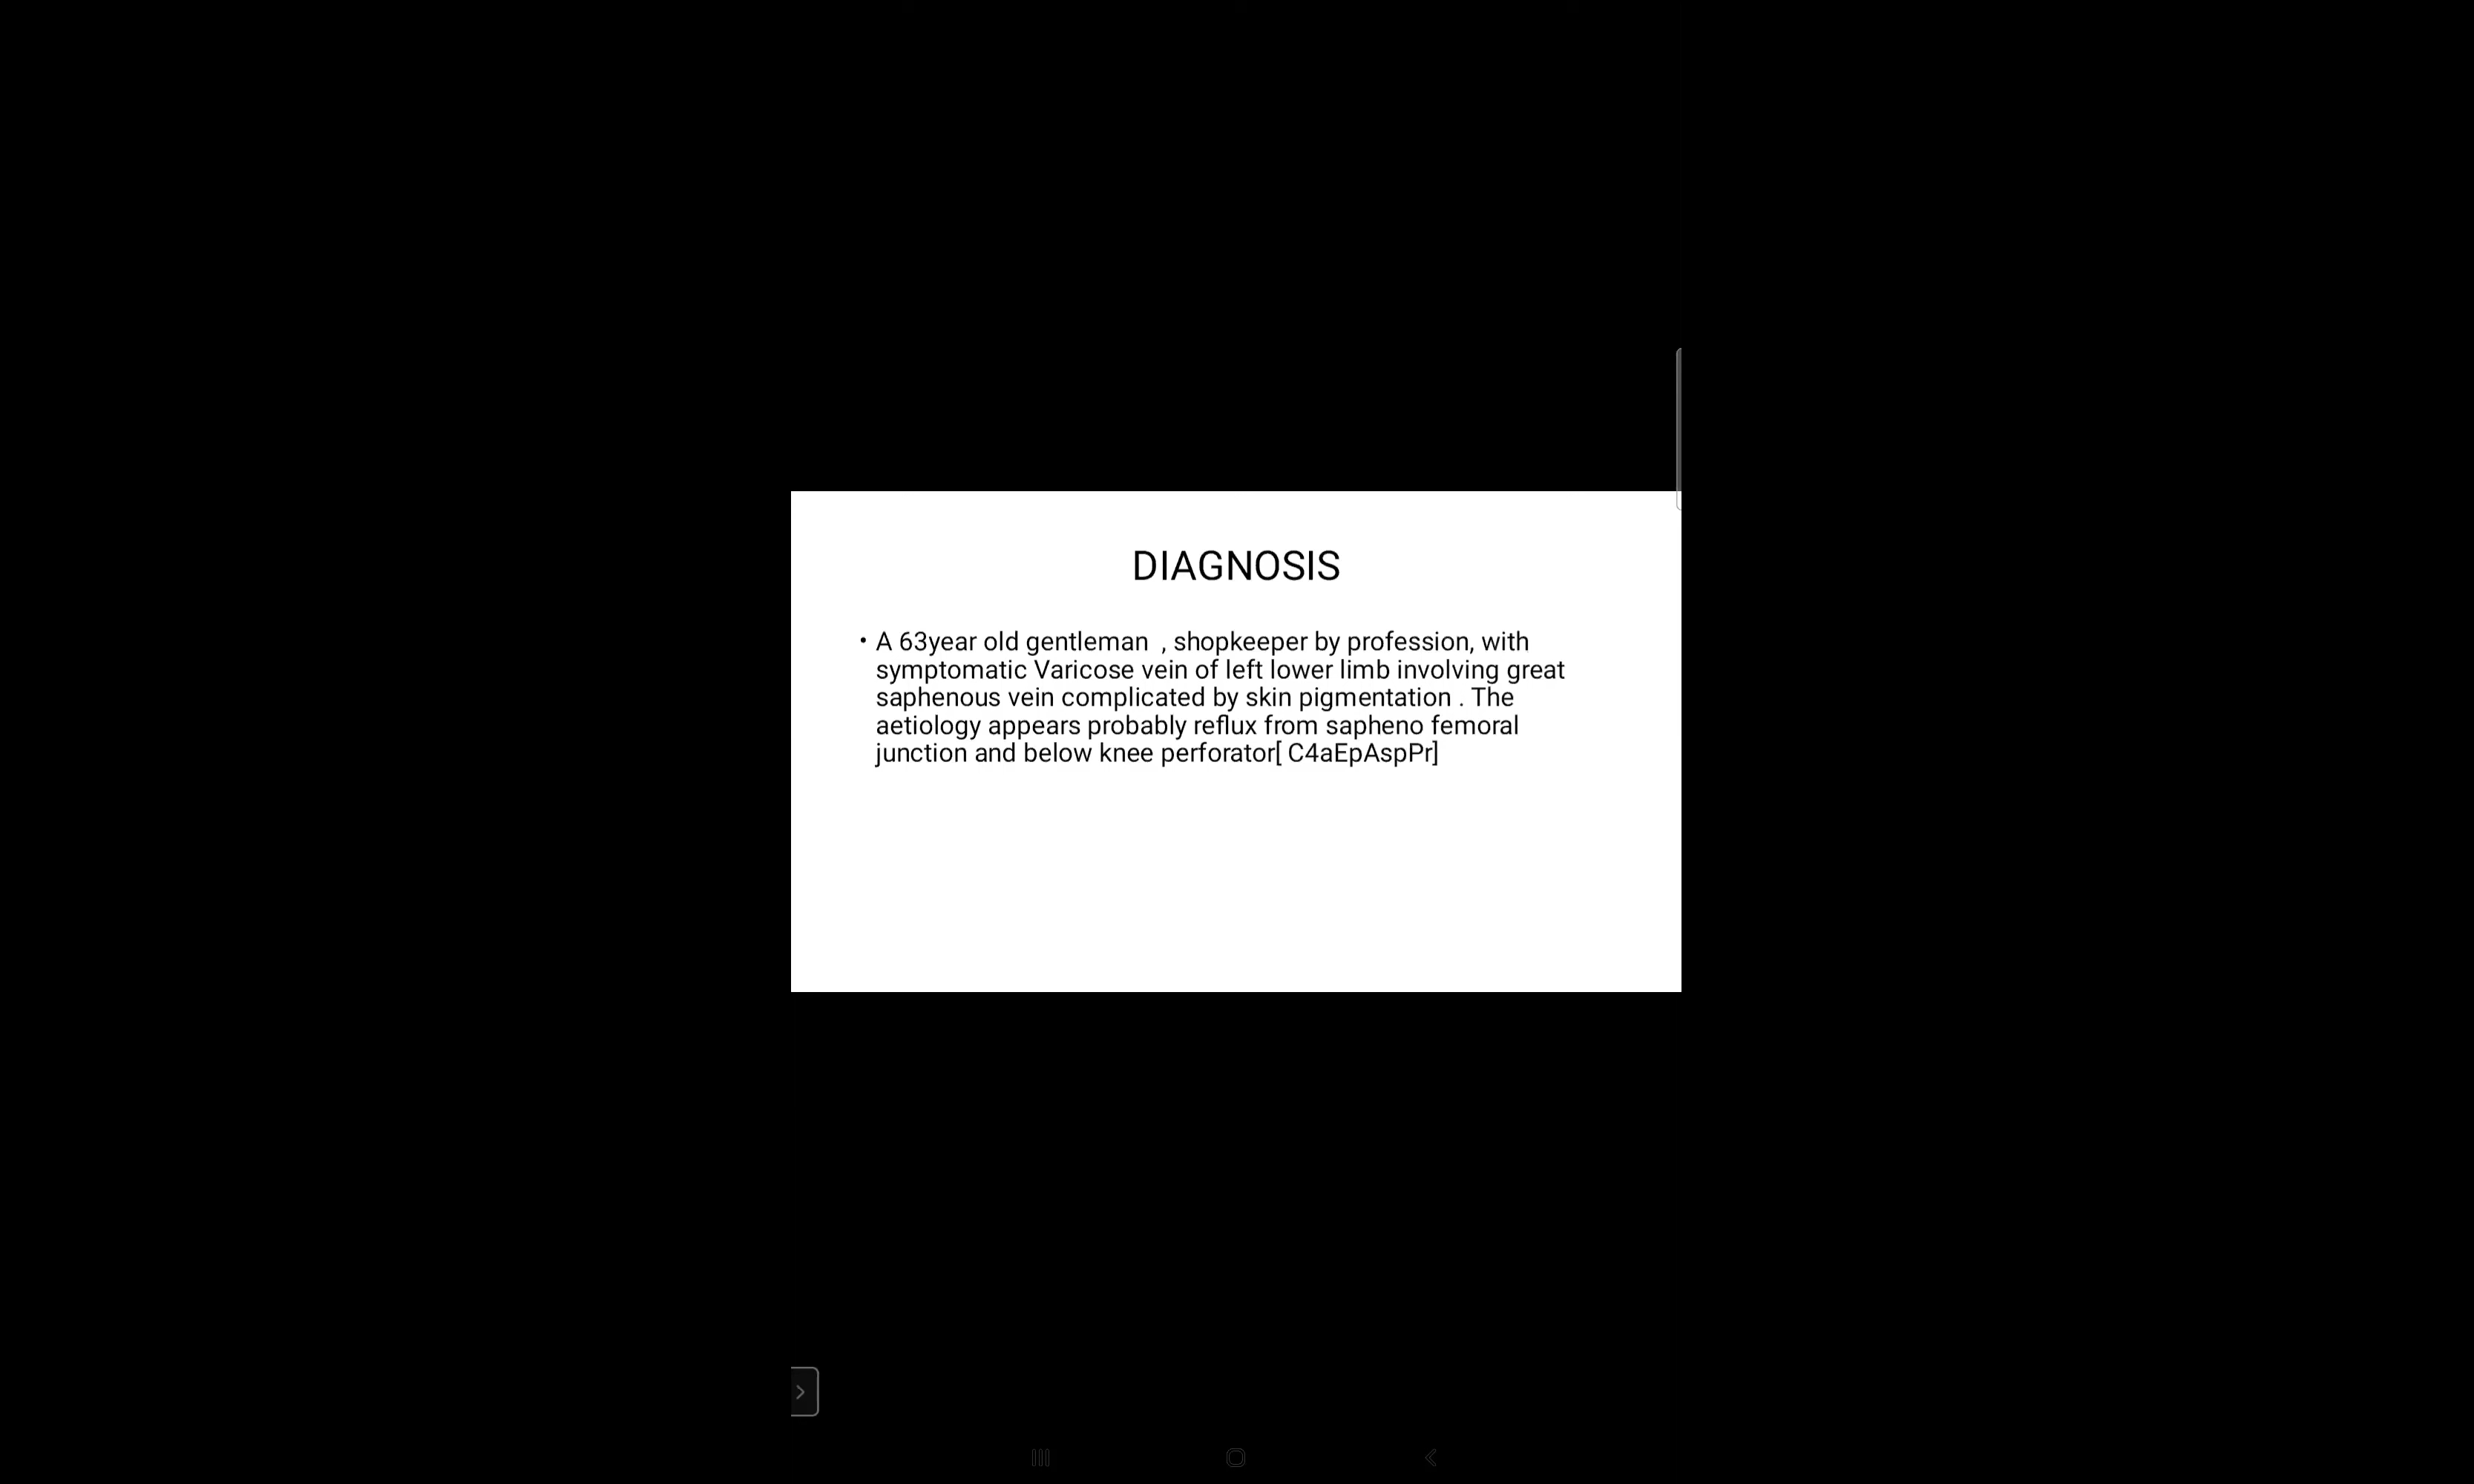 DIAGNOSIS
• A 63year old gentleman , shopkeeper by profession, with
symptomatic Varicose vein of left lower limb involving great
saphenous vein complicated by skin pigmentation . The
aetiology appears probably reflux from sapheno femoral
junction and below knee perforator[ C4aEpAspPr]